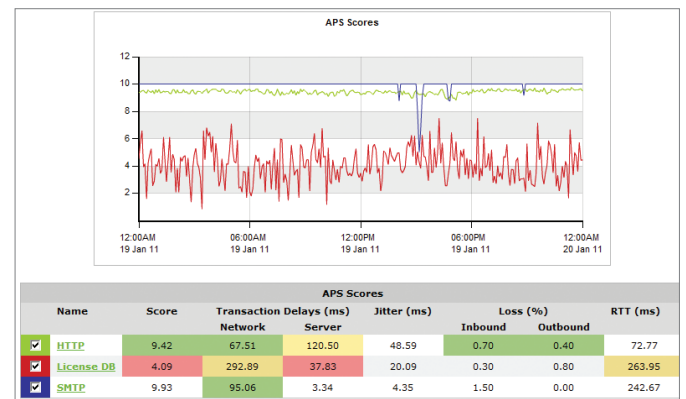 APS Scores
12
10
8
6
4
2
12:00AM 06:00AM 12:00PM 06:00PM 12:00AM
19 Jan 11 19 Jan 11 19 Jan 11 19 Jan 11 20 Jan 11
APS Scores
Name Score Transaction Delays (ms) Jitter (ms) Loss (%) RTT (ms)
Network Server Inbound Outbound
HTTP 9.42 67.51 120.50 48.59 0.70 0.40 72.77
License DB 4.09 292.89 37.83 20.09 0.30 0.80 263.95
SMTP 9.93 95.06 3.34 4.35 1.50 0.00 242.67